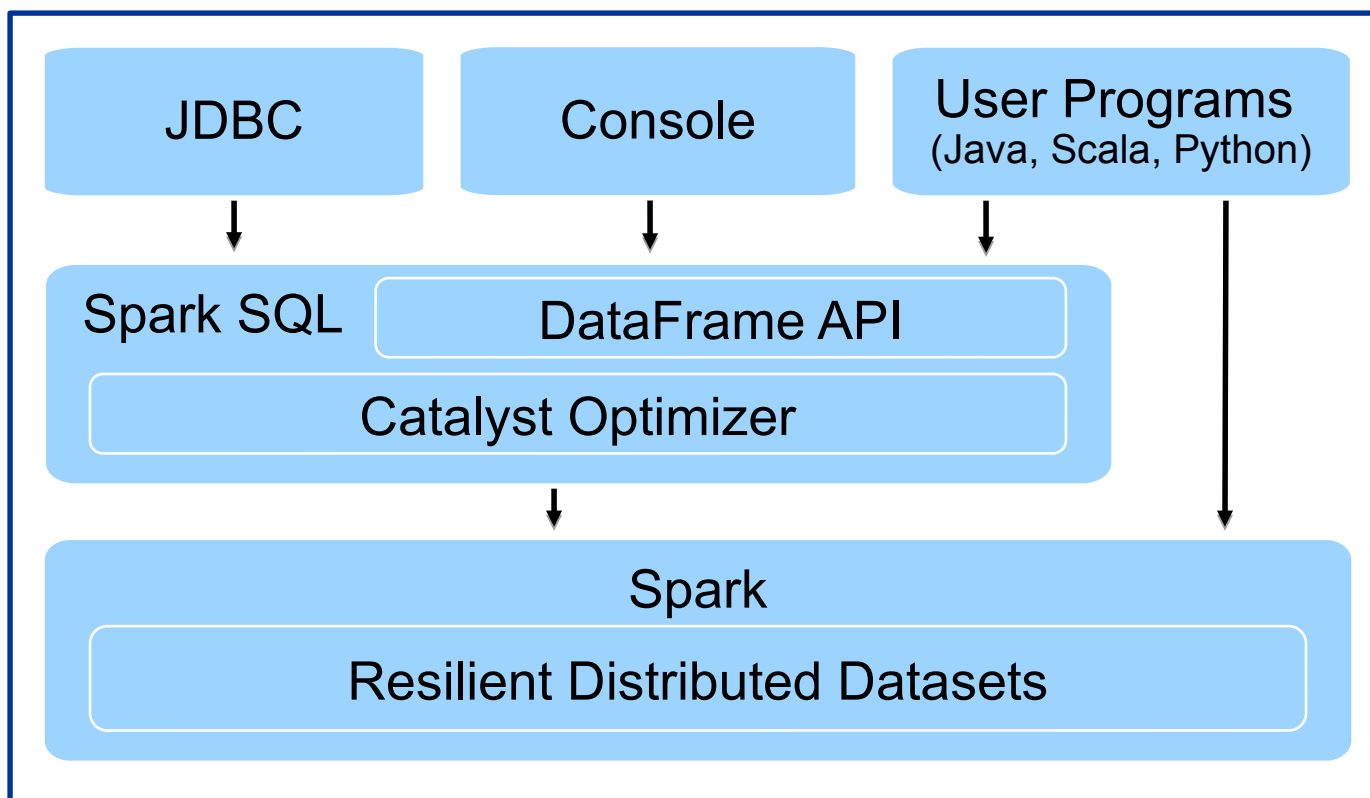 JDBC
Console
User Programs
(Java, Scala, Python)
Spark SQL
DataFrame API
Catalyst Optimizer
Spark
Resilient Distributed Datasets